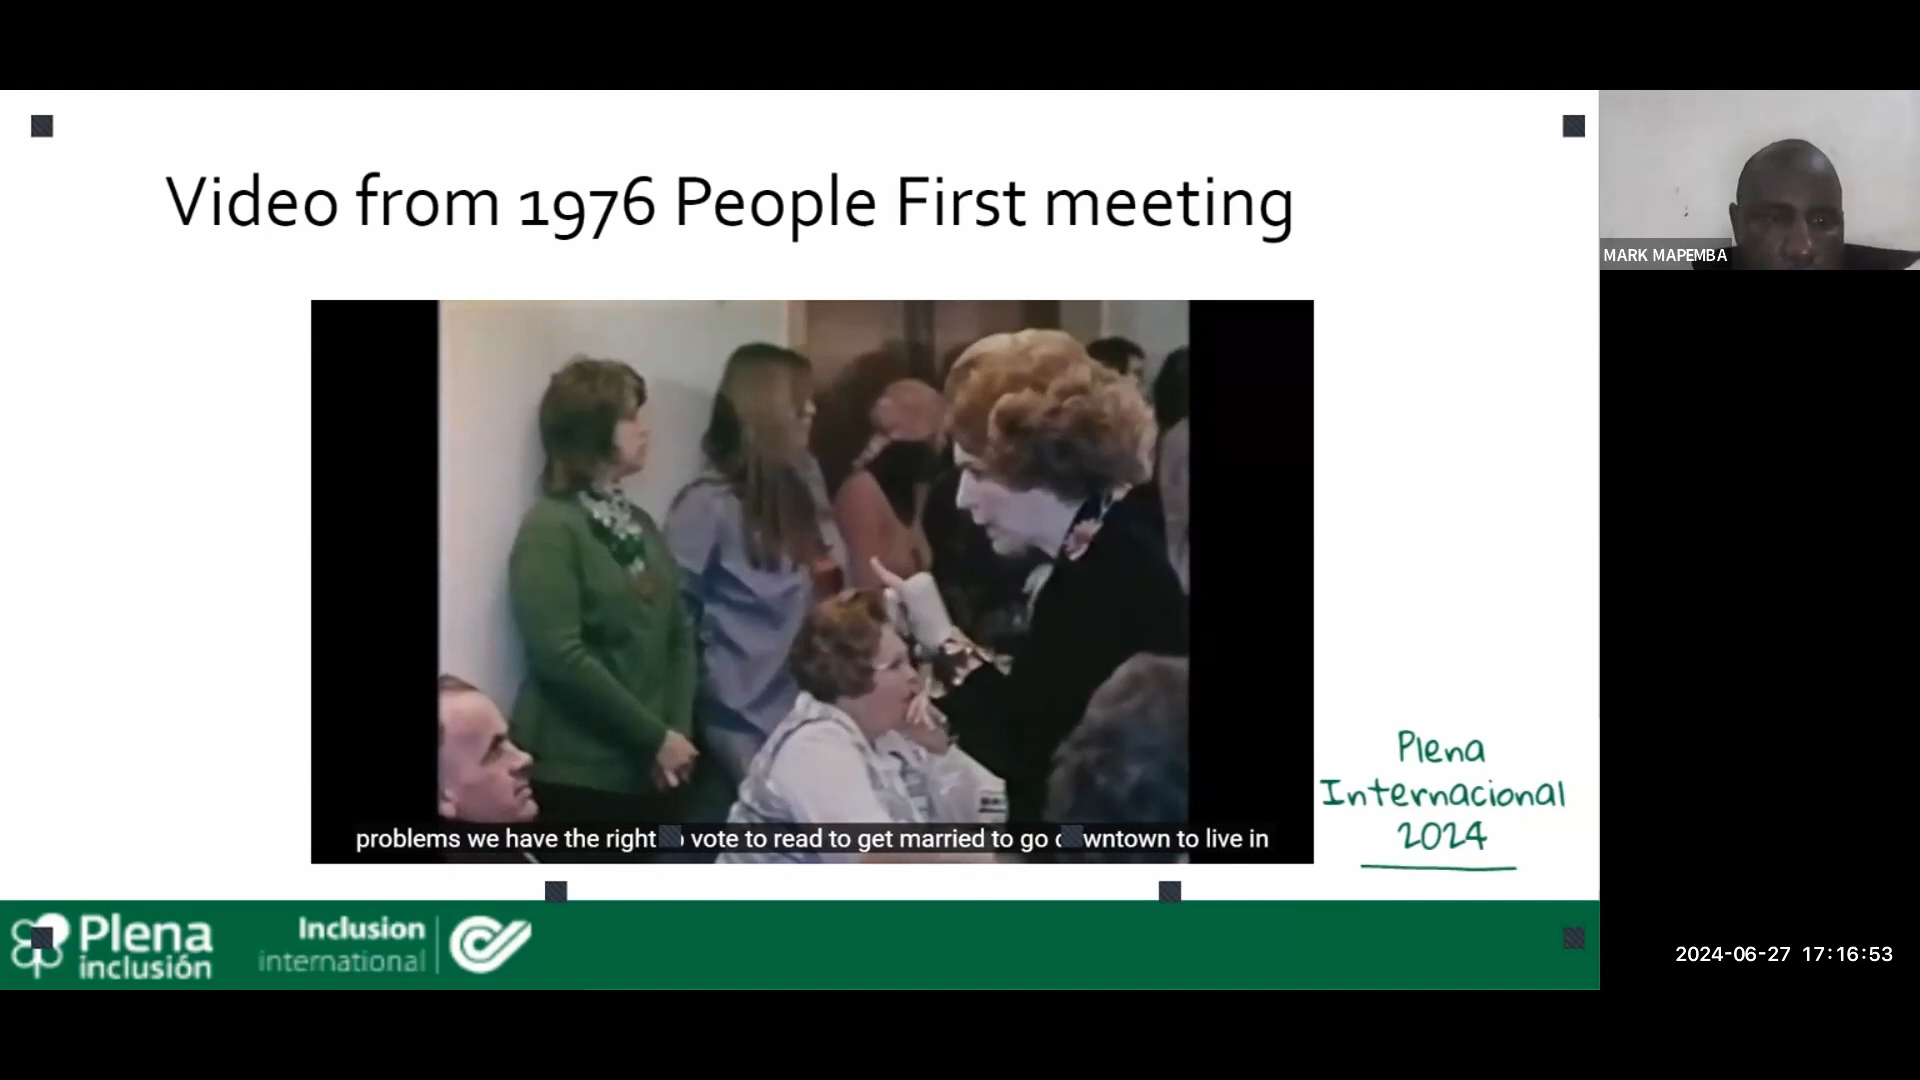 Video from 1976 People First meeting
MARK MAPEMBA
problems we have the right vote to read to get married to go wntown to live in
Plena
Internacional
2024
Plena
inclusión
Inclusion
international
2024-06-27 17:16:53